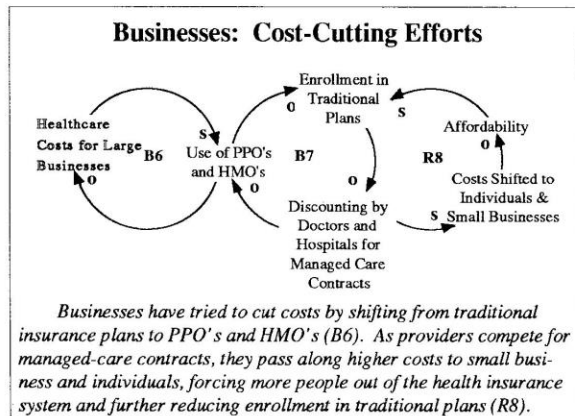 Businesses: Cost-Cutting Efforts
Enrollment in
Traditional
Plans
O
S
Healthcare
Costs for Large
Businesses
O
B6
S
Use of PPO's
and HMO's
O
B7
O
R8
Affordability
O
Costs Shifted to
Individuals &
Small Businesses
S
Discounting by
Doctors and
Hospitals for
Managed Care
Contracts
Businesses have tried to cut costs by shifting from traditional
insurance plans to PPO's and HMO's (B6). As providers compete for
managed-care contracts, they pass along higher costs to small busi-
ness and individuals, forcing more people out of the health insurance
system and further reducing enrollment in traditional plans (R8).